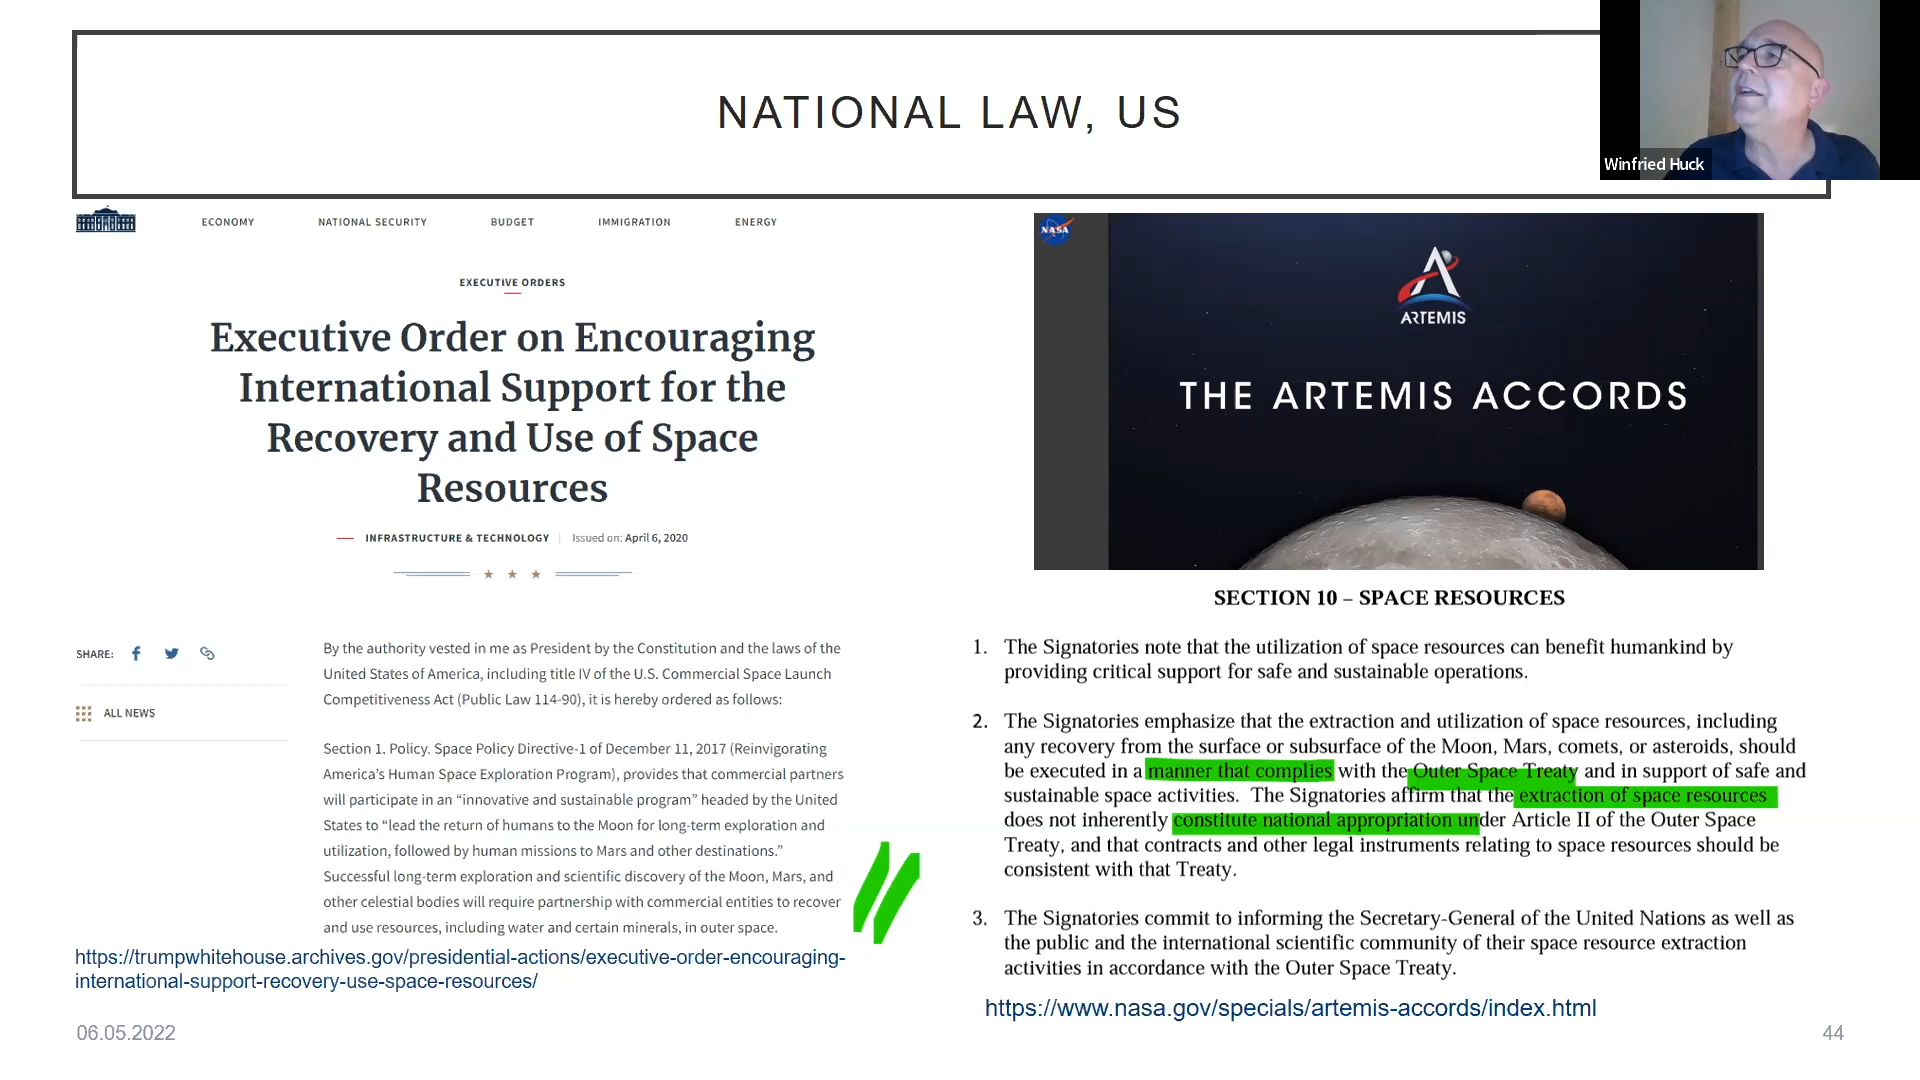 NATIONAL LAW, US
Winfried Huck
ECONOMY NATIONAL SECURITY BUDGET IMMIGRATION ENERGY
EXECUTIVE ORDERS
Executive Order on Encouraging
International Support for the
Recovery and Use of Space
Resources
INFRASTRUCTURE & TECHNOLOGY Issued on: April 6, 2020
SHARE:
ALL NEWS
By the authority vested in me as President by the Constitution and the laws of the
United States of America, including title IV of the U.S. Commercial Space Launch
Competitiveness Act (Public Law 114-90), it is hereby ordered as follows:
Section 1. Policy. Space Policy Directive-1 of December 11, 2017 (Reinvigorating
America’s Human Space Exploration Program), provides that commercial partners
will participate in an “innovative and sustainable program” headed by the United
States to “lead the return of humans to the Moon for long-term exploration and
utilization, followed by human missions to Mars and other destinations.”
Successful long-term exploration and scientific discovery of the Moon, Mars, and
other celestial bodies will require partnership with commercial entities to recover
and use resources, including water and certain minerals, in outer space.
https://trumpwhitehouse.archives.gov/presidential-actions/executive-order-encouraging-
international-support-recovery-use-space-resources/
NASA
ARTEMIS
THE ARTEMIS ACCORDS
SECTION 10 – SPACE RESOURCES
1. The Signatories note that the utilization of space resources can benefit humankind by
providing critical support for safe and sustainable operations.
2. The Signatories emphasize that the extraction and utilization of space resources, including
any recovery from the surface or subsurface of the Moon, Mars, comets, or asteroids, should
be executed in a manner that complies with the Outer Space Treaty and in support of safe and
sustainable space activities. The Signatories affirm that the extraction of space resources
does not inherently constitute national appropriation under Article II of the Outer Space
Treaty, and that contracts and other legal instruments relating to space resources should be
consistent with that Treaty.
3. The Signatories commit to informing the Secretary-General of the United Nations as well as
the public and the international scientific community of their space resource extraction
activities in accordance with the Outer Space Treaty.
https://www.nasa.gov/specials/artemis-accords/index.html
06.05.2022
44